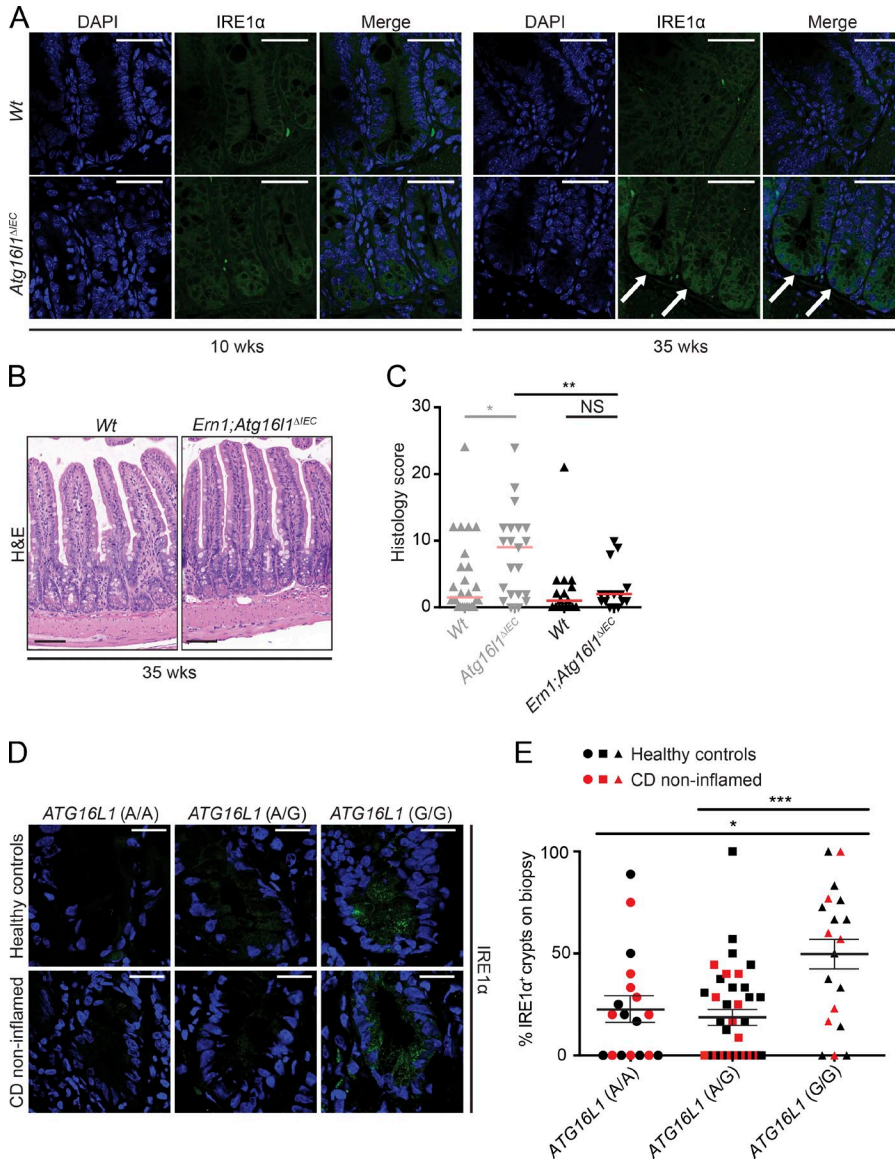 A
DAPI IRE1α Merge DAPI IRE1α Merge
Wt
Atg16l1ΔIEC
10 wks 35 wks
B
Wt Ern1;Atg16l1ΔIEC
H&E
35 wks
C
**
* NS
Histology score
30
20
10
0
Wt
Atg16l1ΔIEC
Wt
Ern1;Atg16l1ΔIEC
D
ATG16L1 (A/A) ATG16L1 (A/G) ATG16L1 (G/G)
Healthy controls
CD non-inflamed
IRE1α
E
Healthy controls
CD non-inflamed
***
*
% IRE1α+ crypts on biopsy
100
50
0
ATG16L1 (A/A)
ATG16L1 (A/G)
ATG16L1 (G/G)